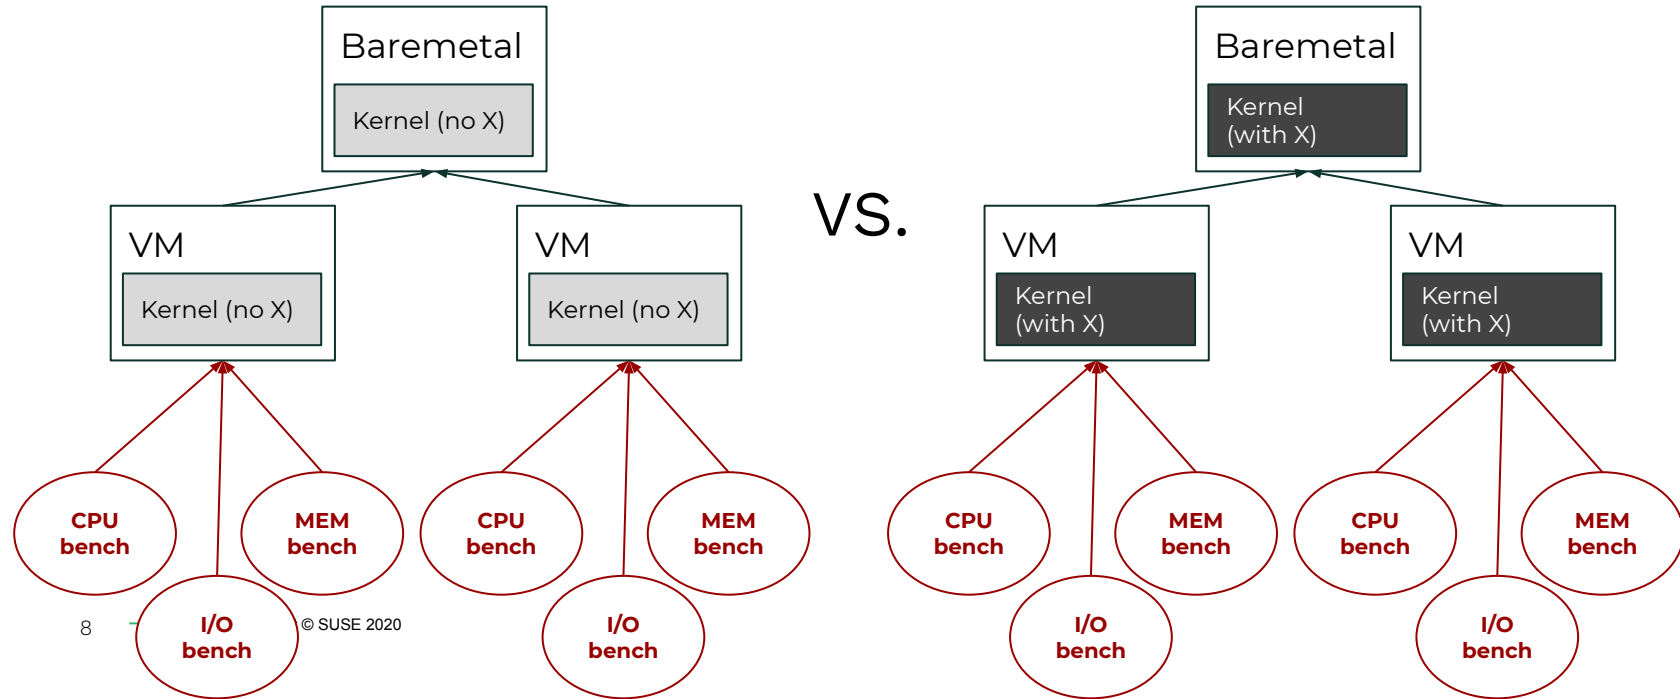 Baremetal
Kernel (no X)
VM
Kernel (no X)
VM
Kernel (no X)
CPU
bench
I/O
bench
MEM
bench
CPU
bench
I/O
bench
MEM
bench
vs.
Baremetal
Kernel
(with X)
VM
Kernel
(with X)
VM
Kernel
(with X)
CPU
bench
I/O
bench
MEM
bench
CPU
bench
I/O
bench
MEM
bench
8
© SUSE 2020